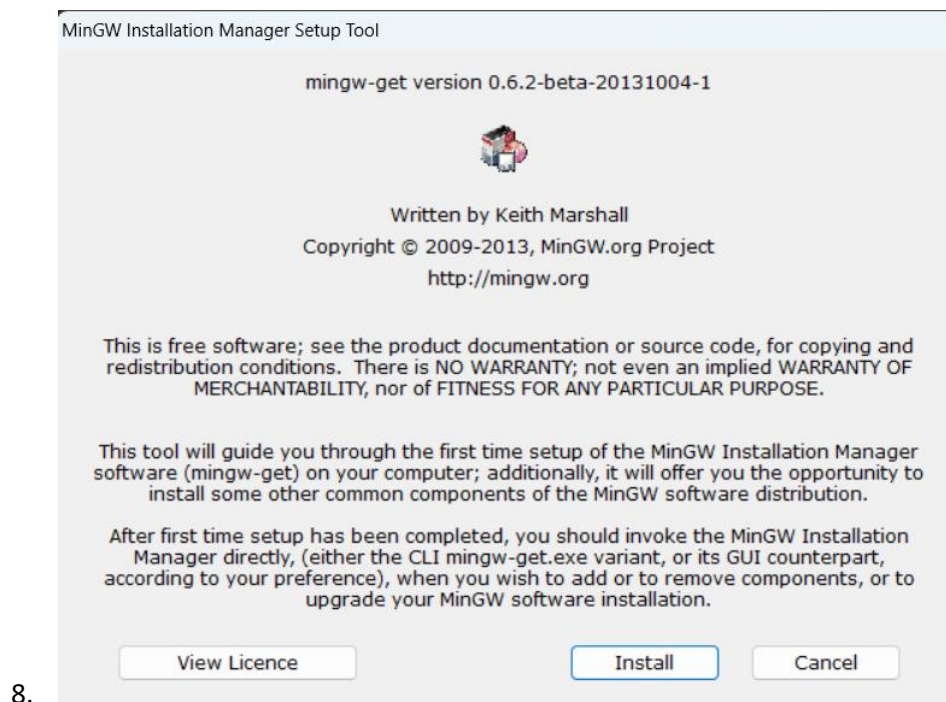 MinGW Installation Manager Setup Tool
mingw-get version 0.6.2-beta-20131004-1
Written by Keith Marshall
Copyright © 2009-2013, MinGW.org Project
http://mingw.org
This is free software; see the product documentation or source code, for copying and
redistribution conditions.  There is NO WARRANTY; not even an implied WARRANTY OF
MERCHANTABILITY, nor of FITNESS FOR ANY PARTICULAR PURPOSE.
This tool will guide you through the first time setup of the MinGW Installation Manager
software (mingw-get) on your computer; additionally, it will offer you the opportunity to
install some other common components of the MinGW software distribution.
After first time setup has been completed, you should invoke the MinGW Installation
Manager directly, (either the CLI mingw-get.exe variant, or its GUI counterpart,
according to your preference), when you wish to add or to remove components, or to
upgrade your MinGW software installation.
View Licence Install Cancel
8.